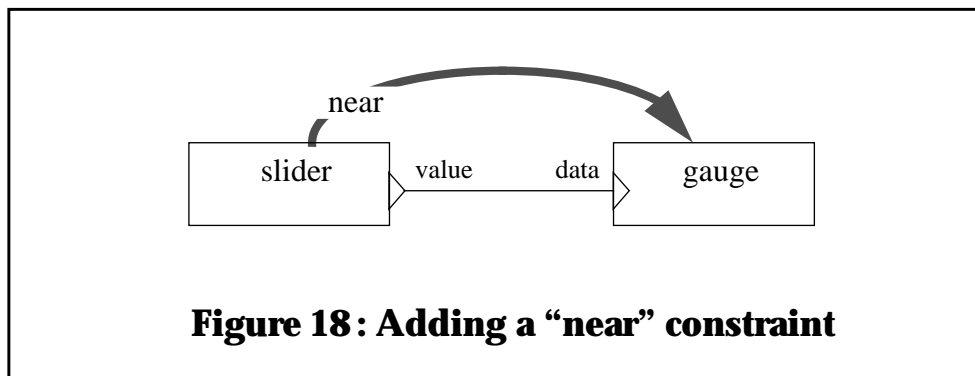 near
slider
value
data
gauge
Figure 18: Adding a “near” constraint